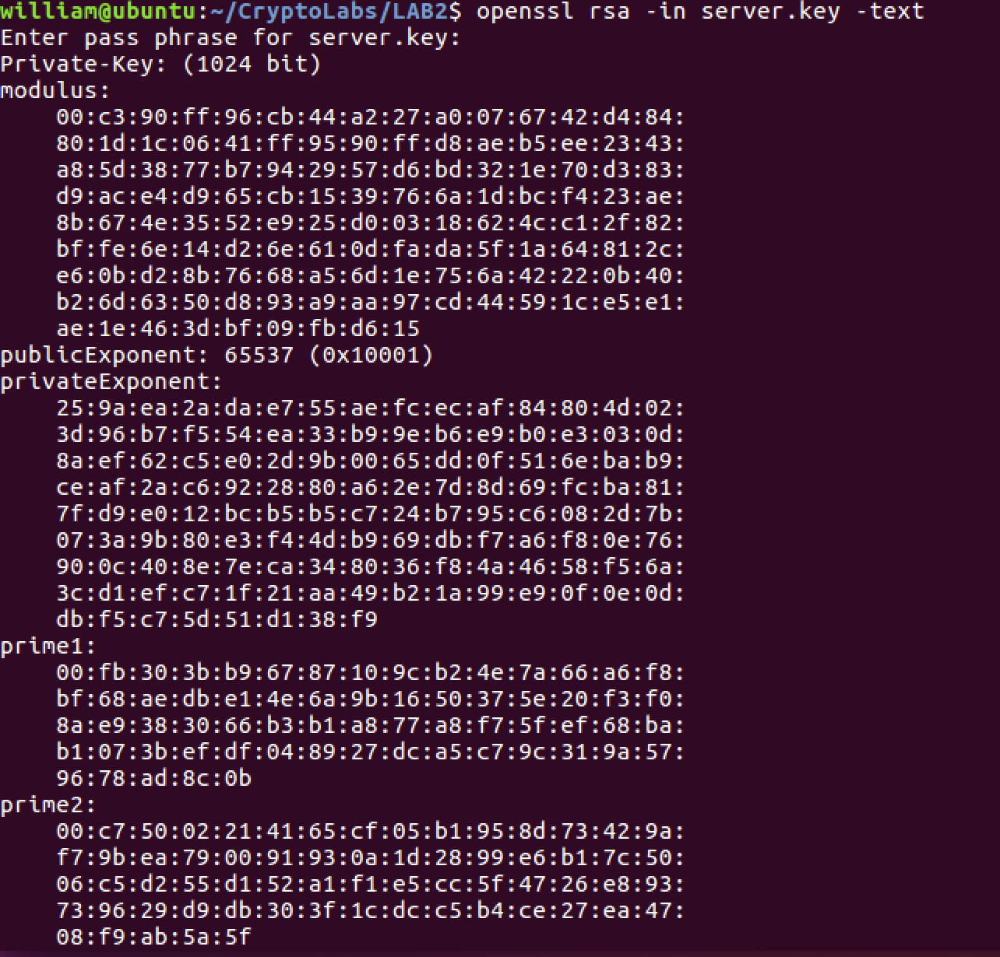 william@ubuntu:~/CryptoLabs/LAB2$ openssl rsa -in server.key -text
Enter pass phrase for server.key:
Private-Key: (1024 bit)
modulus:
    00:c3:90:ff:96:cb:44:a2:27:a0:07:67:42:d4:84:
    80:1d:1c:06:41:ff:95:90:ff:d8:ae:b5:ee:23:43:
    a8:5d:38:77:b7:94:29:57:d6:bd:32:1e:70:d3:83:
    d9:ac:e4:d9:65:cb:15:39:76:6a:1d:bc:f4:23:ae:
    8b:67:4e:35:52:e9:25:d0:03:18:62:4c:c1:2f:82:
    bf:fe:6e:14:d2:6e:61:0d:fa:da:5f:1a:64:81:2c:
    e6:0b:d2:8b:76:68:a5:6d:1e:75:6a:42:22:0b:40:
    b2:6d:63:50:d8:93:a9:aa:97:cd:44:59:1c:e5:e1:
    ae:1e:46:3d:bf:09:fb:d6:15
publicExponent: 65537 (0x10001)
privateExponent:
    25:9a:ea:2a:da:e7:55:ae:fc:ec:af:84:80:4d:02:
    3d:96:b7:f5:54:ea:33:b9:9e:b6:e9:b0:e3:03:0d:
    8a:ef:62:c5:e0:2d:9b:00:65:dd:0f:51:6e:ba:b9:
    ce:af:2a:c6:92:28:80:a6:2e:7d:8d:69:fc:ba:81:
    7f:d9:e0:12:bc:b5:b5:c7:24:b7:95:c6:08:2d:7b:
    07:3a:9b:80:e3:f4:4d:b9:69:db:f7:a6:f8:0e:76:
    90:0c:40:8e:7e:ca:34:80:36:f8:4a:46:58:f5:6a:
    3c:d1:ef:c7:1f:21:aa:49:b2:1a:99:e9:0f:0e:0d:
    db:f5:c7:5d:51:d1:38:f9
prime1:
    00:fb:30:3b:b9:67:87:10:9c:b2:4e:7a:66:a6:f8:
    bf:68:ae:db:e1:4e:6a:9b:16:50:37:5e:20:f3:f0:
    8a:e9:38:30:66:b3:b1:a8:77:a8:f7:5f:ef:68:ba:
    b1:07:3b:ef:df:04:89:27:dc:a5:c7:9c:31:9a:57:
    96:78:ad:8c:0b
prime2:
    00:c7:50:02:21:41:65:cf:05:b1:95:8d:73:42:9a:
    f7:9b:ea:79:00:91:93:0a:1d:28:99:e6:b1:7c:50:
    06:c5:d2:55:d1:52:a1:f1:e5:cc:5f:47:26:e8:93:
    73:96:29:d9:db:30:3f:1c:dc:c5:b4:ce:27:ea:47:
    08:f9:ab:5a:5f